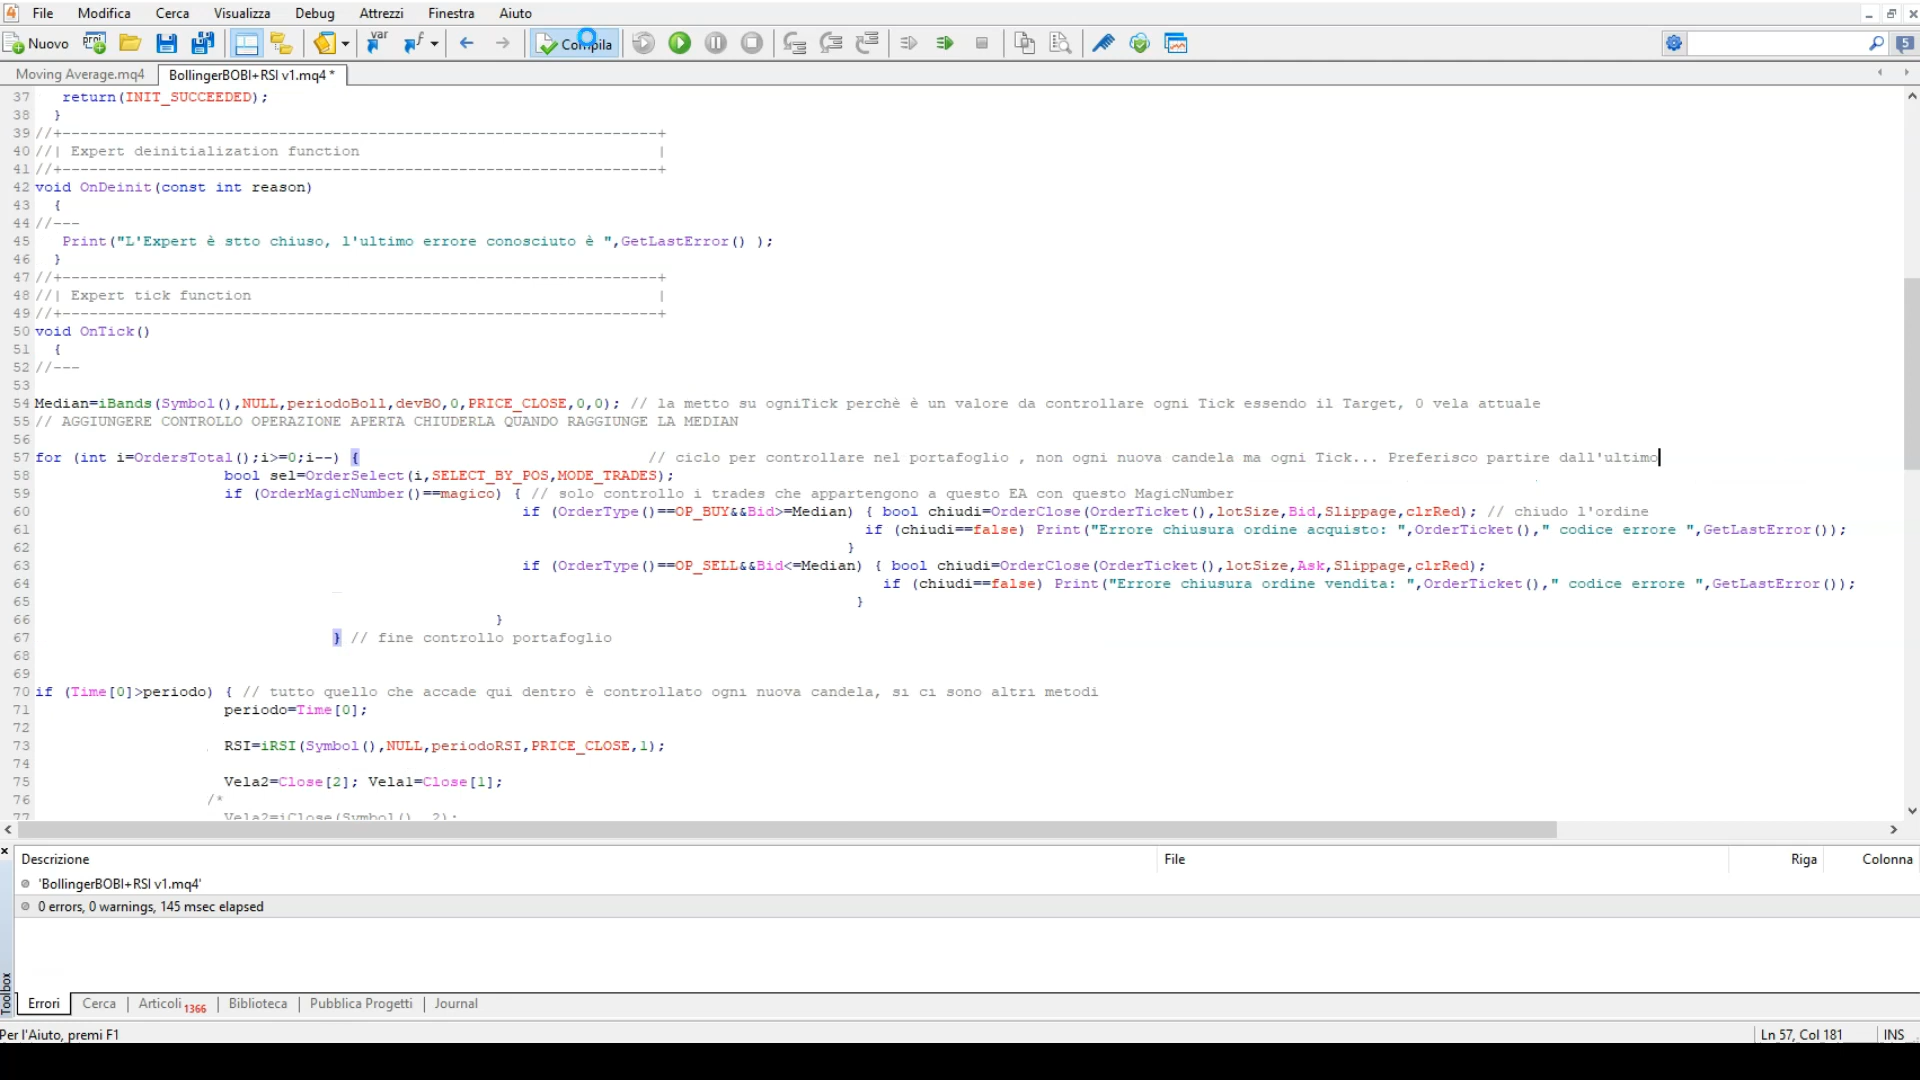 File Modifica Cerca Visualizza Debug Attrezzi Finestra Aiuto
Nuovo Compila 5
Moving Average.mq4 BollingerBOBI+RSI v1.mq4 *
37 return(INIT_SUCCEEDED);
38 }
39 //+------------------------------------------------------------------+
40 //| Expert deinitialization function |
41 //+------------------------------------------------------------------+
42 void OnDeinit(const int reason)
43 {
44 //---
45 Print("L'Expert è stto chiuso, l'ultimo errore conosciuto è ",GetLastError() );
46 }
47 //+------------------------------------------------------------------+
48 //| Expert tick function |
49 //+------------------------------------------------------------------+
50 void OnTick()
51 {
52 //---
53
54 Median=iBands(Symbol(),NULL,periodoBoll,devBO,0,PRICE_CLOSE,0,0); // la metto su ogniTick perchè è un valore da controllare ogni Tick essendo il Target, 0 vela attuale
55 // AGGIUNGERE CONTROLLO OPERAZIONE APERTA CHIUDERLA QUANDO RAGGIUNGE LA MEDIAN
56
57 for (int i=OrdersTotal();i>=0;i--) { // ciclo per controllare nel portafoglio , non ogni nuova candela ma ogni Tick... Preferisco partire dall'ultimo
58 bool sel=OrderSelect(i,SELECT_BY_POS,MODE_TRADES);
59 if (OrderMagicNumber()==magico) { // solo controllo i trades che appartengono a questo EA con questo MagicNumber
60 if (OrderType()==OP_BUY&&Bid>=Median) { bool chiudi=OrderClose(OrderTicket(),lotSize,Bid,Slippage,clrRed); // chiudo l'ordine
61 if (chiudi==false) Print("Errore chiusura ordine acquisto: ",OrderTicket()," codice errore ",GetLastError());
62 }
63 if (OrderType()==OP_SELL&&Bid<=Median) { bool chiudi=OrderClose(OrderTicket(),lotSize,Ask,Slippage,clrRed);
64 if (chiudi==false) Print("Errore chiusura ordine vendita: ",OrderTicket()," codice errore ",GetLastError());
65 }
66 }
67 } // fine controllo portafoglio
68
69
70 if (Time[0]>periodo) { // tutto quello che accade qui dentro è controllato ogni nuova candela, si ci sono altri metodi
71 periodo=Time[0];
72
73 RSI=iRSI(Symbol(),NULL,periodoRSI,PRICE_CLOSE,1);
74
75 Vela2=Close[2]; Vela1=Close[1];
76 /*
77 Vela2=iClose(Symbol(), 2);
Descrizione File Riga Colonna
'BollingerBOBI+RSI v1.mq4'
0 errors, 0 warnings, 145 msec elapsed
Toolbox
Errori Cerca Articoli 1366 Biblioteca Pubblica Progetti Journal
Per l'Aiuto, premi F1 Ln 57, Col 181 INS